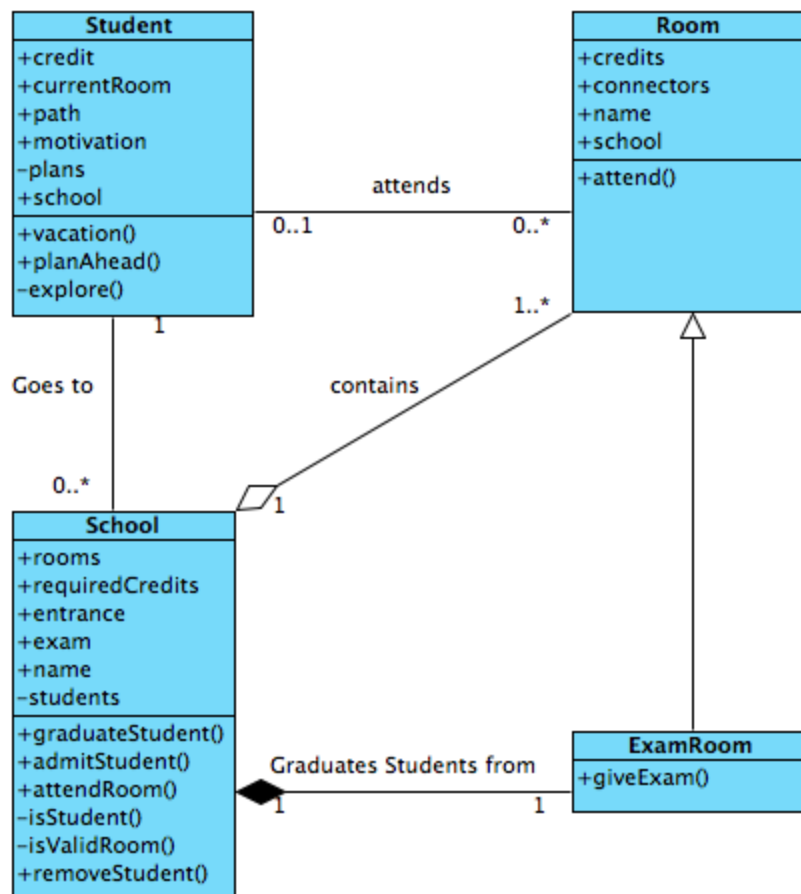 Student
+credit
+currentRoom
+path
+motivation
-plans
+school
+vacation()
+planAhead()
-explore()
Room
+credits
+connectors
+name
+school
+attend()
attends
0..1
0..*
1
Goes to
0..*
1..*
contains
1
School
+rooms
+requiredCredits
+entrance
+exam
+name
-students
+graduateStudent()
+admitStudent()
+attendRoom()
-isStudent()
-isValidRoom()
+removeStudent()
Graduates Students from
1
1
ExamRoom
+giveExam()